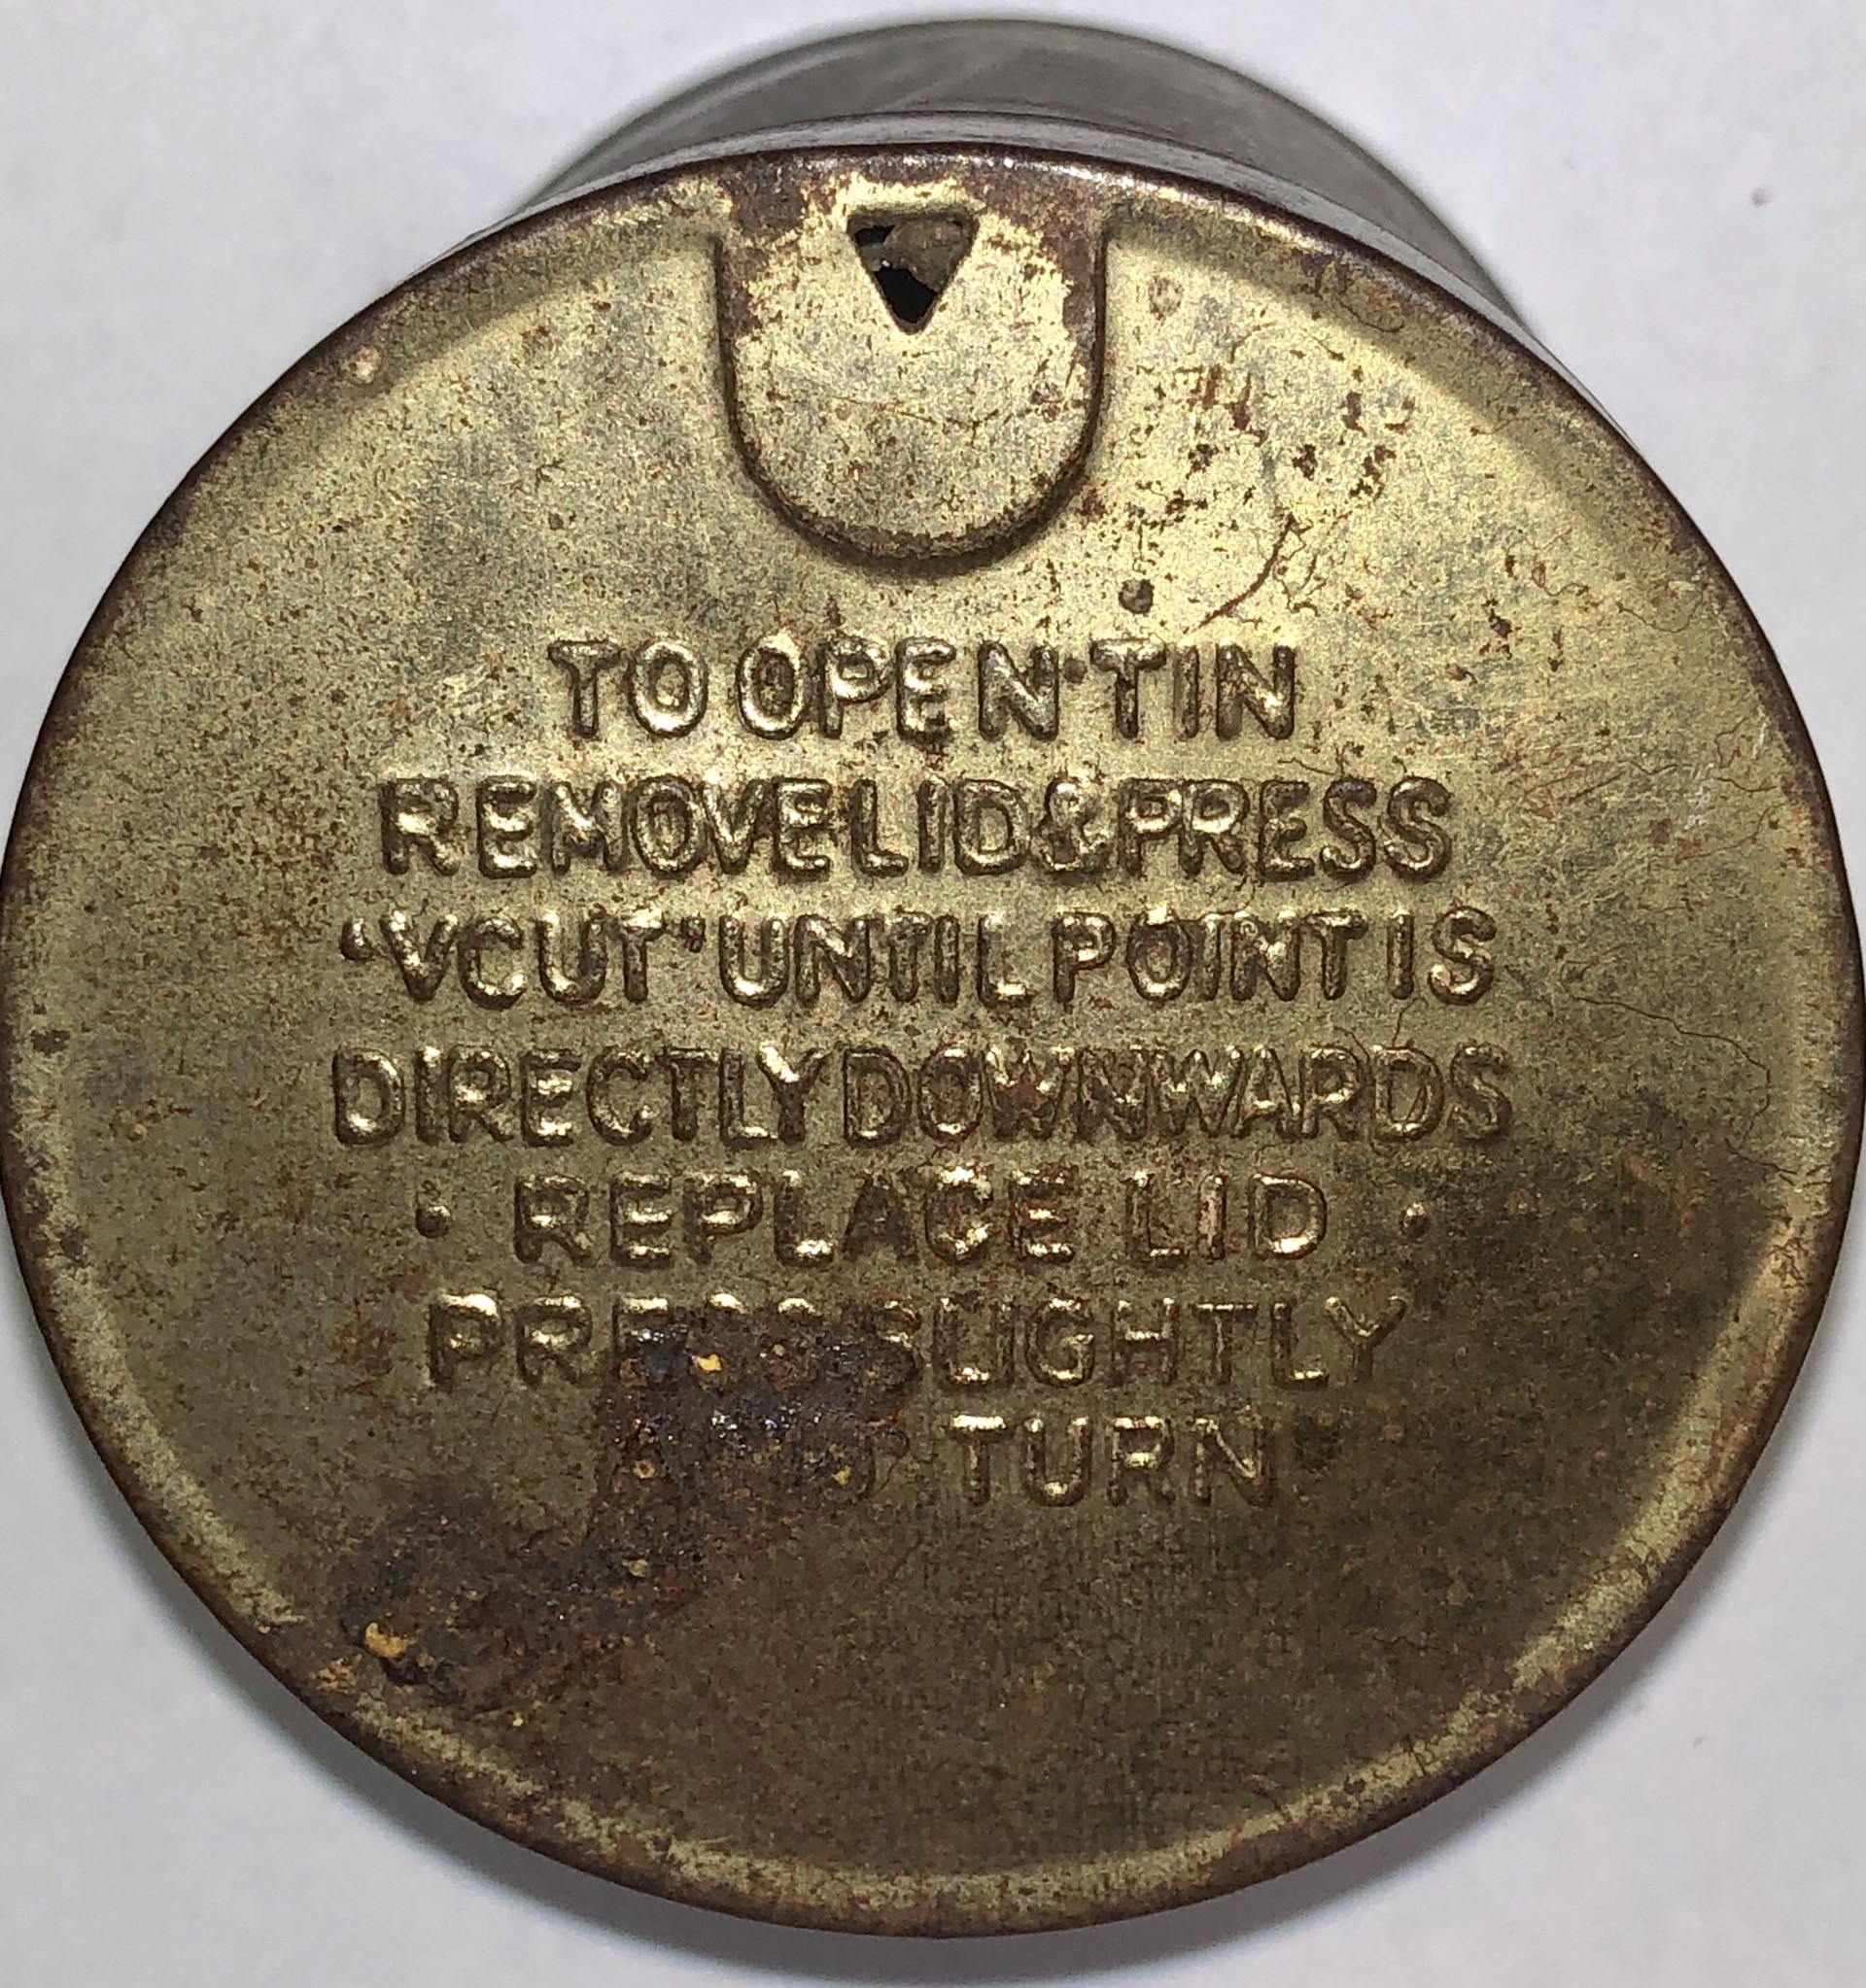 TO OPEN TIN
REMOVE LID & PRESS
'V CUT' UNTIL POINT IS
DIRECTLY DOWNWARDS
· REPLACE LID ·
PRESS SLIGHTLY
TURN